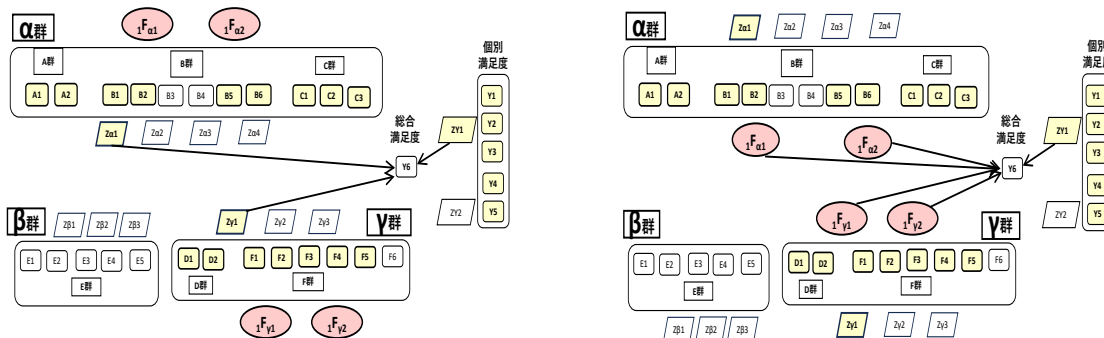 α群
₁Fα1 ₁Fα2
A群 B群 C群
A1 A2 B1 B2 B3 B4 B5 B6 C1 C2 C3
Zα1 Zα2 Zα3 Zα4
個別
満足度
Y1
Y2
Y3
Y4
Y5
総合
満足度
ZY1
Y6
ZY2
β群 Zβ1 Zβ2 Zβ3
E1 E2 E3 E4 E5
E群
Zγ1 Zγ2 Zγ3 γ群
D1 D2 F1 F2 F3 F4 F5 F6
D群 F群
₁Fγ1 ₁Fγ2
α群 Zα1 Zα2 Zα3 Zα4
A群 B群 C群
A1 A2 B1 B2 B3 B4 B5 B6 C1 C2 C3
₁Fα1 ₁Fα2
個別
満足度
Y1
Y2
Y3
Y4
Y5
総合
満足度
ZY1
Y6
ZY2
β群
E1 E2 E3 E4 E5
E群
Zβ1 Zβ2 Zβ3
₁Fγ1 ₁Fγ2 γ群
D1 D2 F1 F2 F3 F4 F5 F6
D群 F群
Zγ1 Zγ2 Zγ3